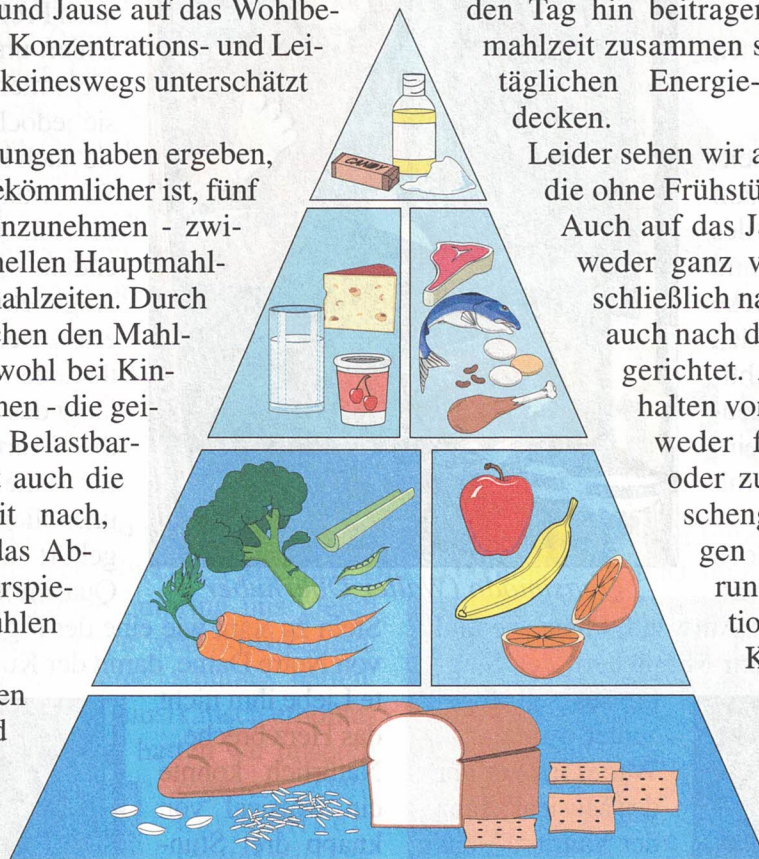 und Jause auf das Wohlbe-
Konzentrations- und Lei-
keineswegs unterschätzt
ungen haben ergeben,
ekömmlicher ist, fünf
nzunehmen - zwi-
nellen Hauptmahl-
ahlzeiten. Durch
chen den Mahl-
wohl bei Kin-
nen - die gei-
Belastbar-
auch die
it nach,
das Ab-
rspie-
hlen
en
d
den Tag hin beitragen
mahlzeit zusammen s
täglichen Energie-
decken.
Leider sehen wir a
die ohne Frühstü
Auch auf das Ja
weder ganz v
schließlich na
auch nach d
gerichtet.
halten vor
weder f
oder zu
scheng
gen
run
tio
K
CANDY